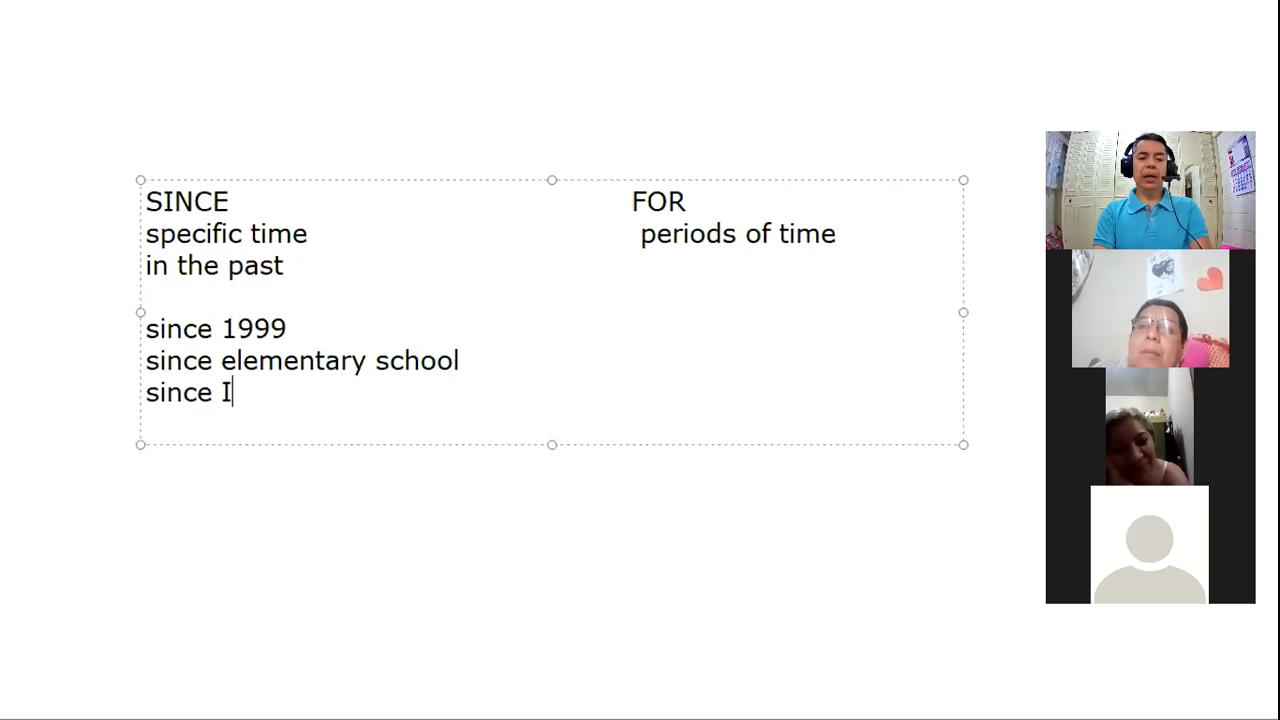 SINCE FOR
specific time periods of time
in the past
since 1999
since elementary school
since I